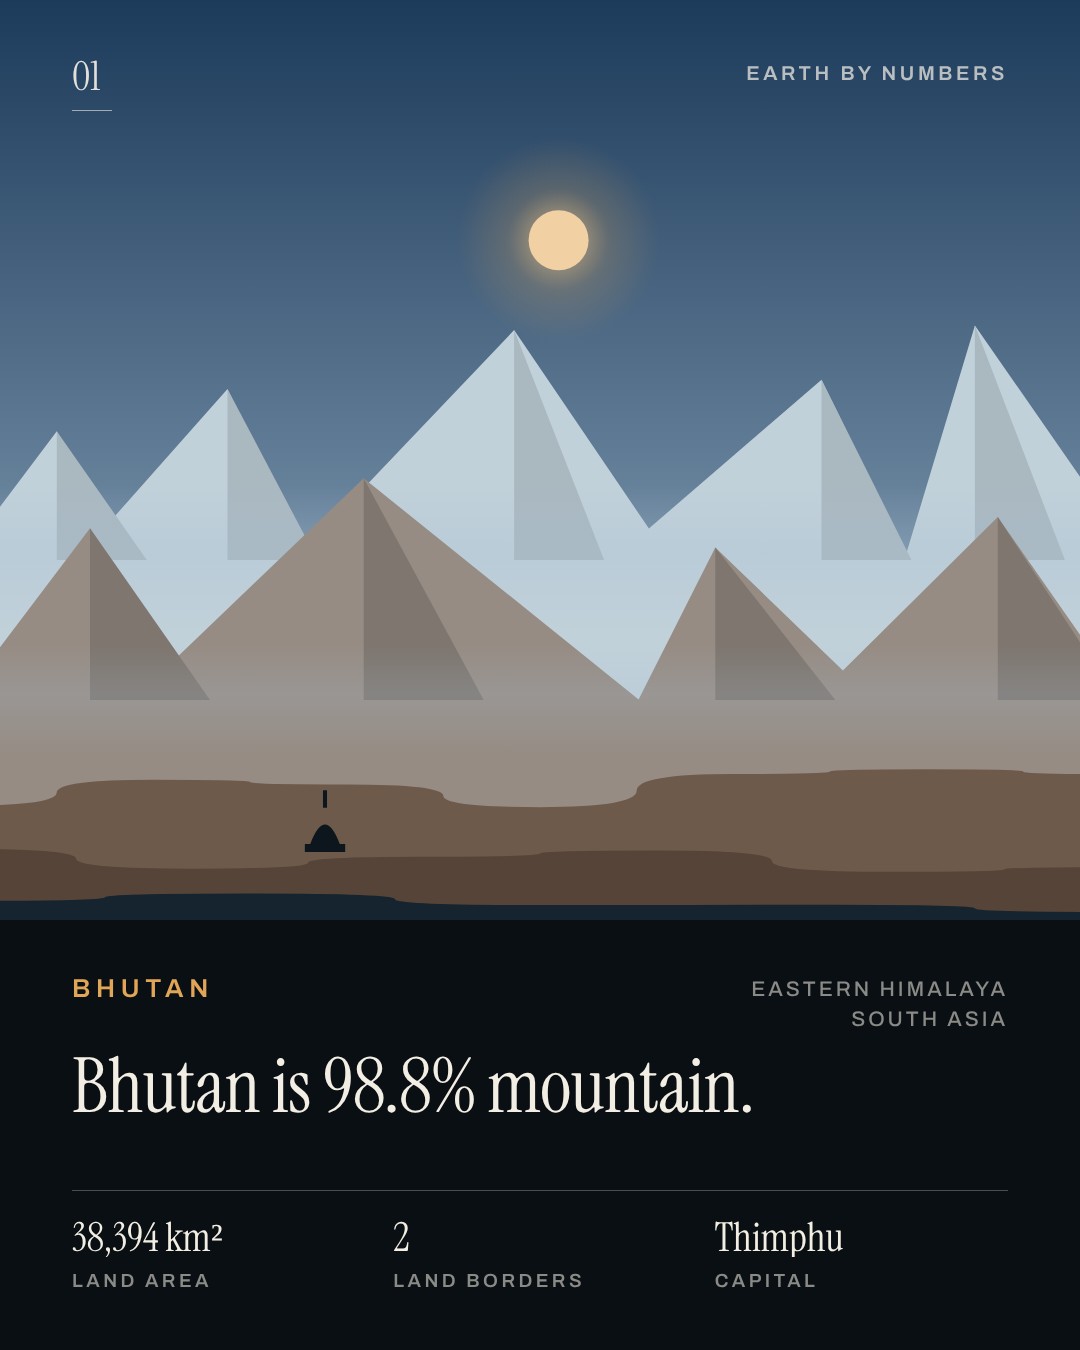 01
EARTH BY NUMBERS
BHUTAN
EASTERN HIMALAYA
SOUTH ASIA
Bhutan is 98.8% mountain.
38,394 km²
LAND AREA
2
LAND BORDERS
Thimphu
CAPITAL